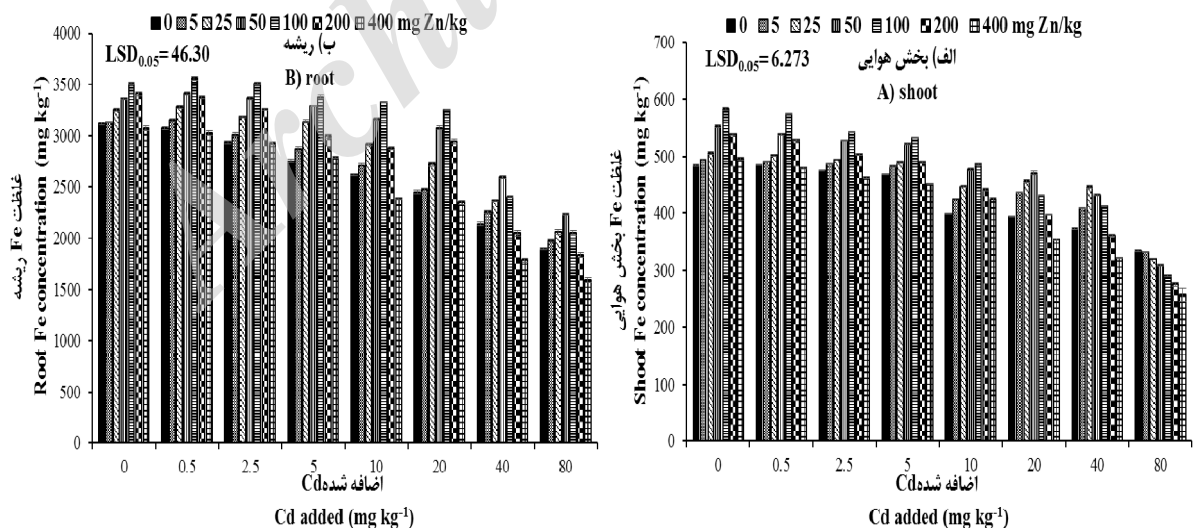 0 5 25 50 100 200 400 mg Zn/kg
LSD0.05= 46.30
ب) ریشه
B) root
غلظت Fe ریشه
Root Fe concentration (mg kg-1)
4000
3500
3000
2500
2000
1500
1000
500
0
0 0.5 2.5 5 10 20 40 80
Cd اضافه شده
Cd added (mg kg-1)
0 5 25 50 100 200 400 mg Zn/kg
LSD0.05= 6.273
الف) بخش هوایی
A) shoot
غلظت Fe بخش هوایی
Shoot Fe concentration (mg kg-1)
700
600
500
400
300
200
100
0
0 0.5 2.5 5 10 20 40 80
Cd اضافه شده
Cd added (mg kg-1)